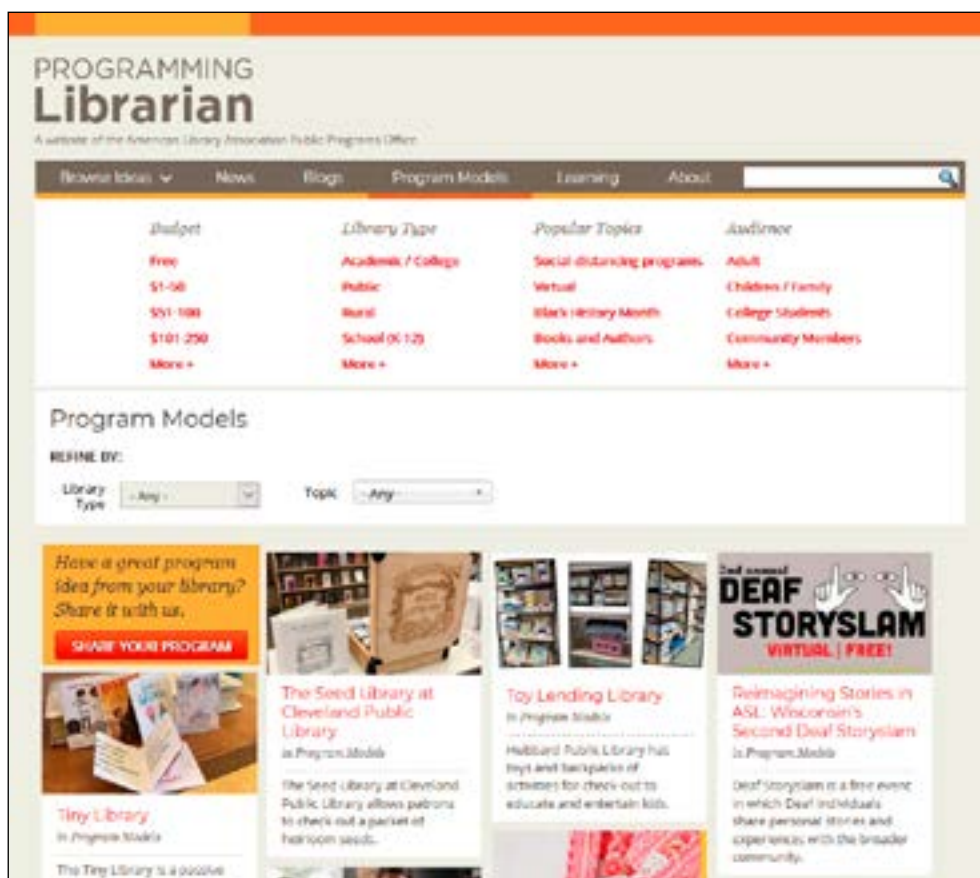 PROGRAMMING
Librarian
A website of the American Library Association Public Programs Office
Browse Ideas News Blogs Program Models Learning About
Budget
Free
$1-50
$51-100
$101-250
More +
Library Type
Academic / College
Public
Rural
School (K-12)
More +
Popular Topics
Social distancing programs
Virtual
Black History Month
Books and Authors
More +
Audience
Adult
Children / Family
College Students
Community Members
More +
Program Models
REFINE BY:
Library
Type
- Any -
Topic
- Any -
Have a great program
idea from your library?
Share it with us.
SHARE YOUR PROGRAM
Tiny Library
in Program Models
The Tiny Library is a passive
The Seed Library at
Cleveland Public
Library
in Program Models
The Seed Library at Cleveland
Public Library allows patrons
to check out a packet of
heirloom seeds.
Toy Lending Library
in Program Models
Hubbard Public Library has
toys and backpacks of
activities for check-out to
educate and entertain kids.
2nd annual
DEAF
STORYSLAM
VIRTUAL | FREE!
Reimagining Stories in
ASL: Wisconsin's
Second Deaf Storyslam
in Program Models
Deaf Storyslam is a free event
in which Deaf individuals
share personal stories and
experiences with the broader
community.